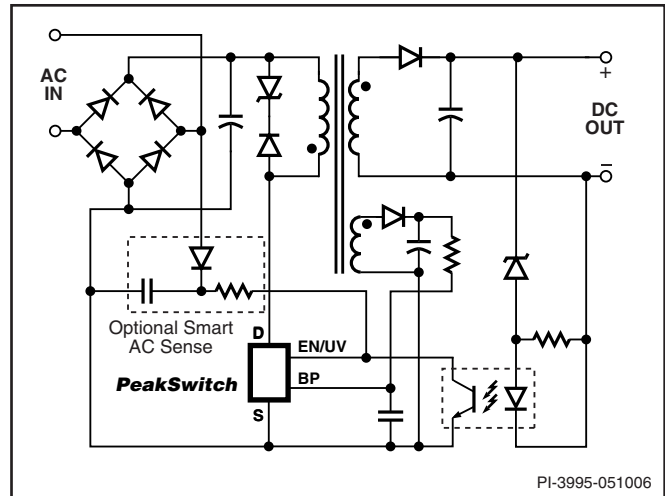 AC
IN
+
DC
OUT
–
Optional Smart
AC Sense
D
EN/UV
PeakSwitch
BP
S
PI-3995-051006